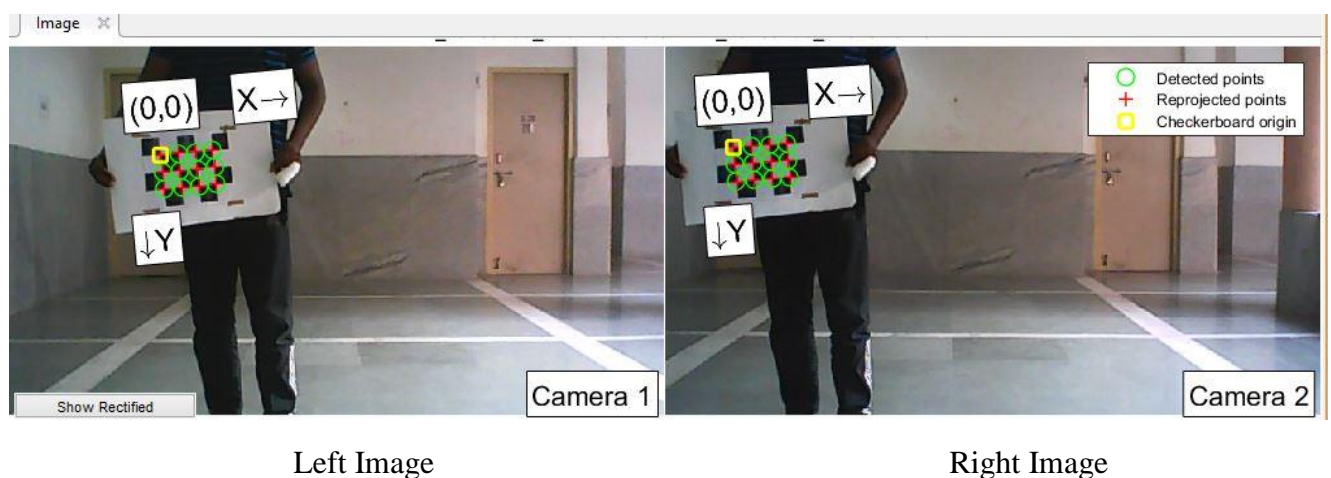 Image
(0,0)
X→
↓Y
Show Rectified
Camera 1
(0,0)
X→
↓Y
Detected points
Reprojected points
Checkerboard origin
Camera 2
Left Image
Right Image